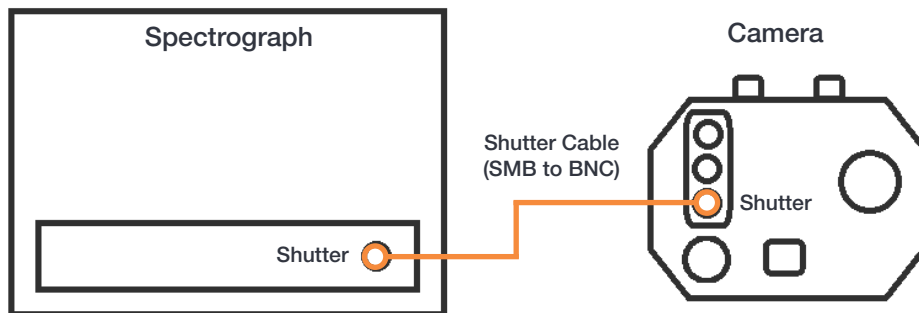 Spectrograph
Camera
Shutter Cable
(SMB to BNC)
Shutter
Shutter